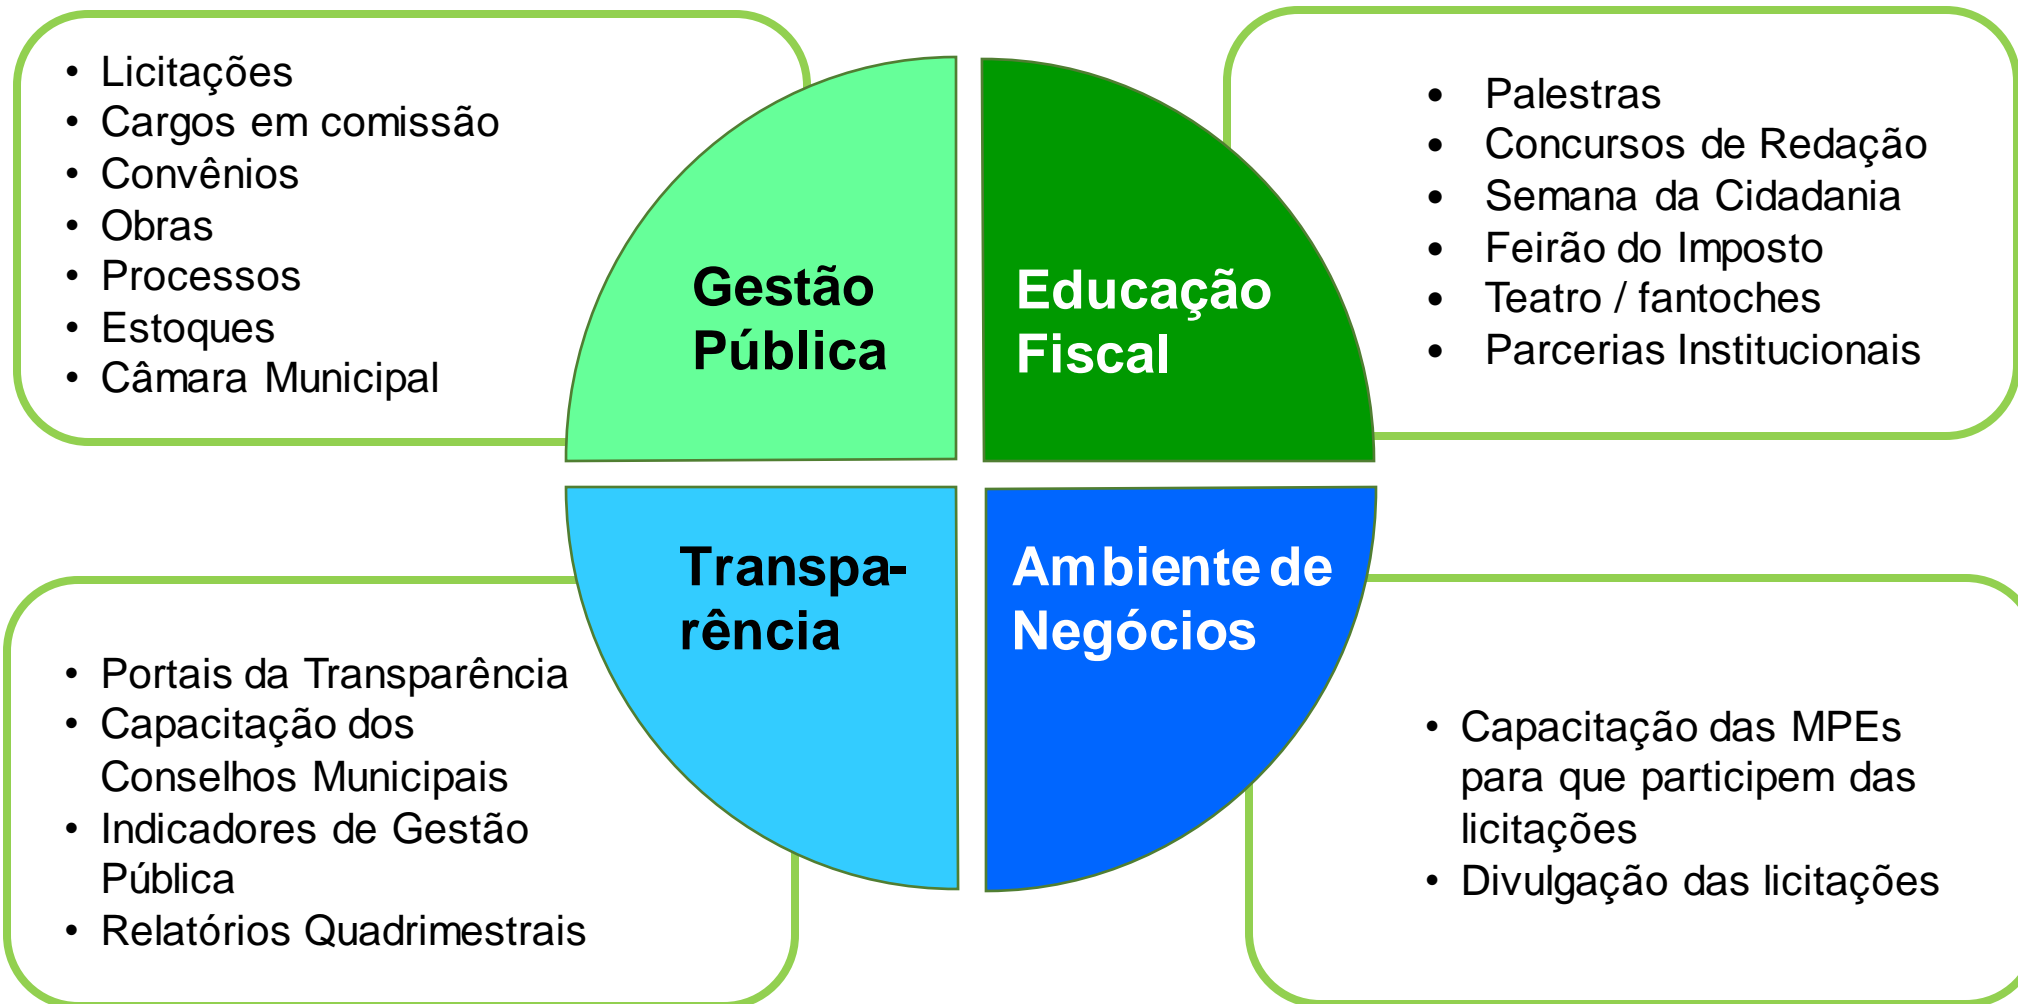 • Licitações
• Cargos em comissão
• Convênios
• Obras
• Processos
• Estoques
• Câmara Municipal
Gestão
Pública
Educação
Fiscal
• Palestras
• Concursos de Redação
• Semana da Cidadania
• Feirão do Imposto
• Teatro / fantoches
• Parcerias Institucionais
Transpa-
rência
Ambiente de
Negócios
• Portais da Transparência
• Capacitação dos
Conselhos Municipais
• Indicadores de Gestão
Pública
• Relatórios Quadrimestrais
• Capacitação das MPEs
para que participem das
licitações
• Divulgação das licitações